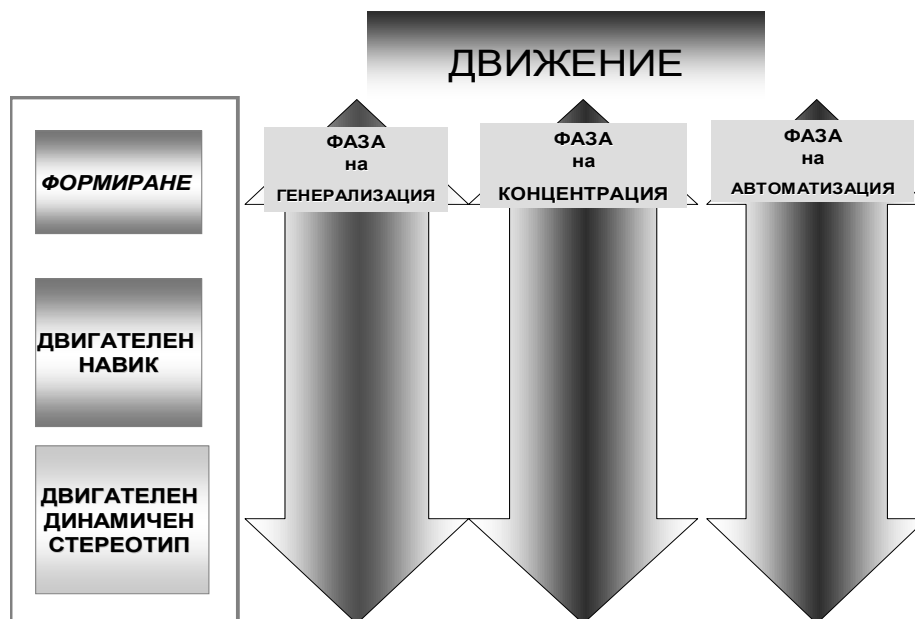 ДВИЖЕНИЕ
ФОРМИРАНЕ
ДВИГАТЕЛЕН
НАВИК
ДВИГАТЕЛЕН
ДИНАМИЧЕН
СТЕРЕОТИП
ФАЗА
на
ГЕНЕРАЛИЗАЦИЯ
ФАЗА
на
КОНЦЕНТРАЦИЯ
ФАЗА
на
АВТОМАТИЗАЦИЯ